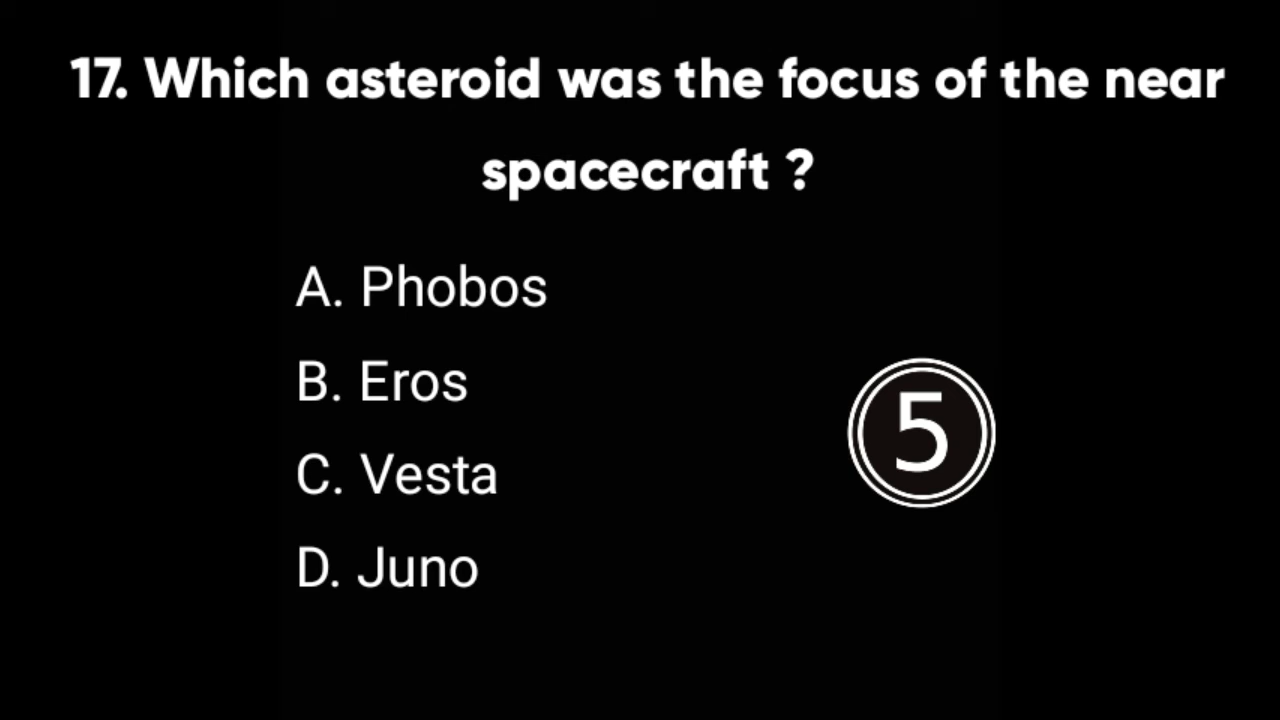 17. Which asteroid was the focus of the near
spacecraft ?
A. Phobos
B. Eros
C. Vesta
D. Juno
5